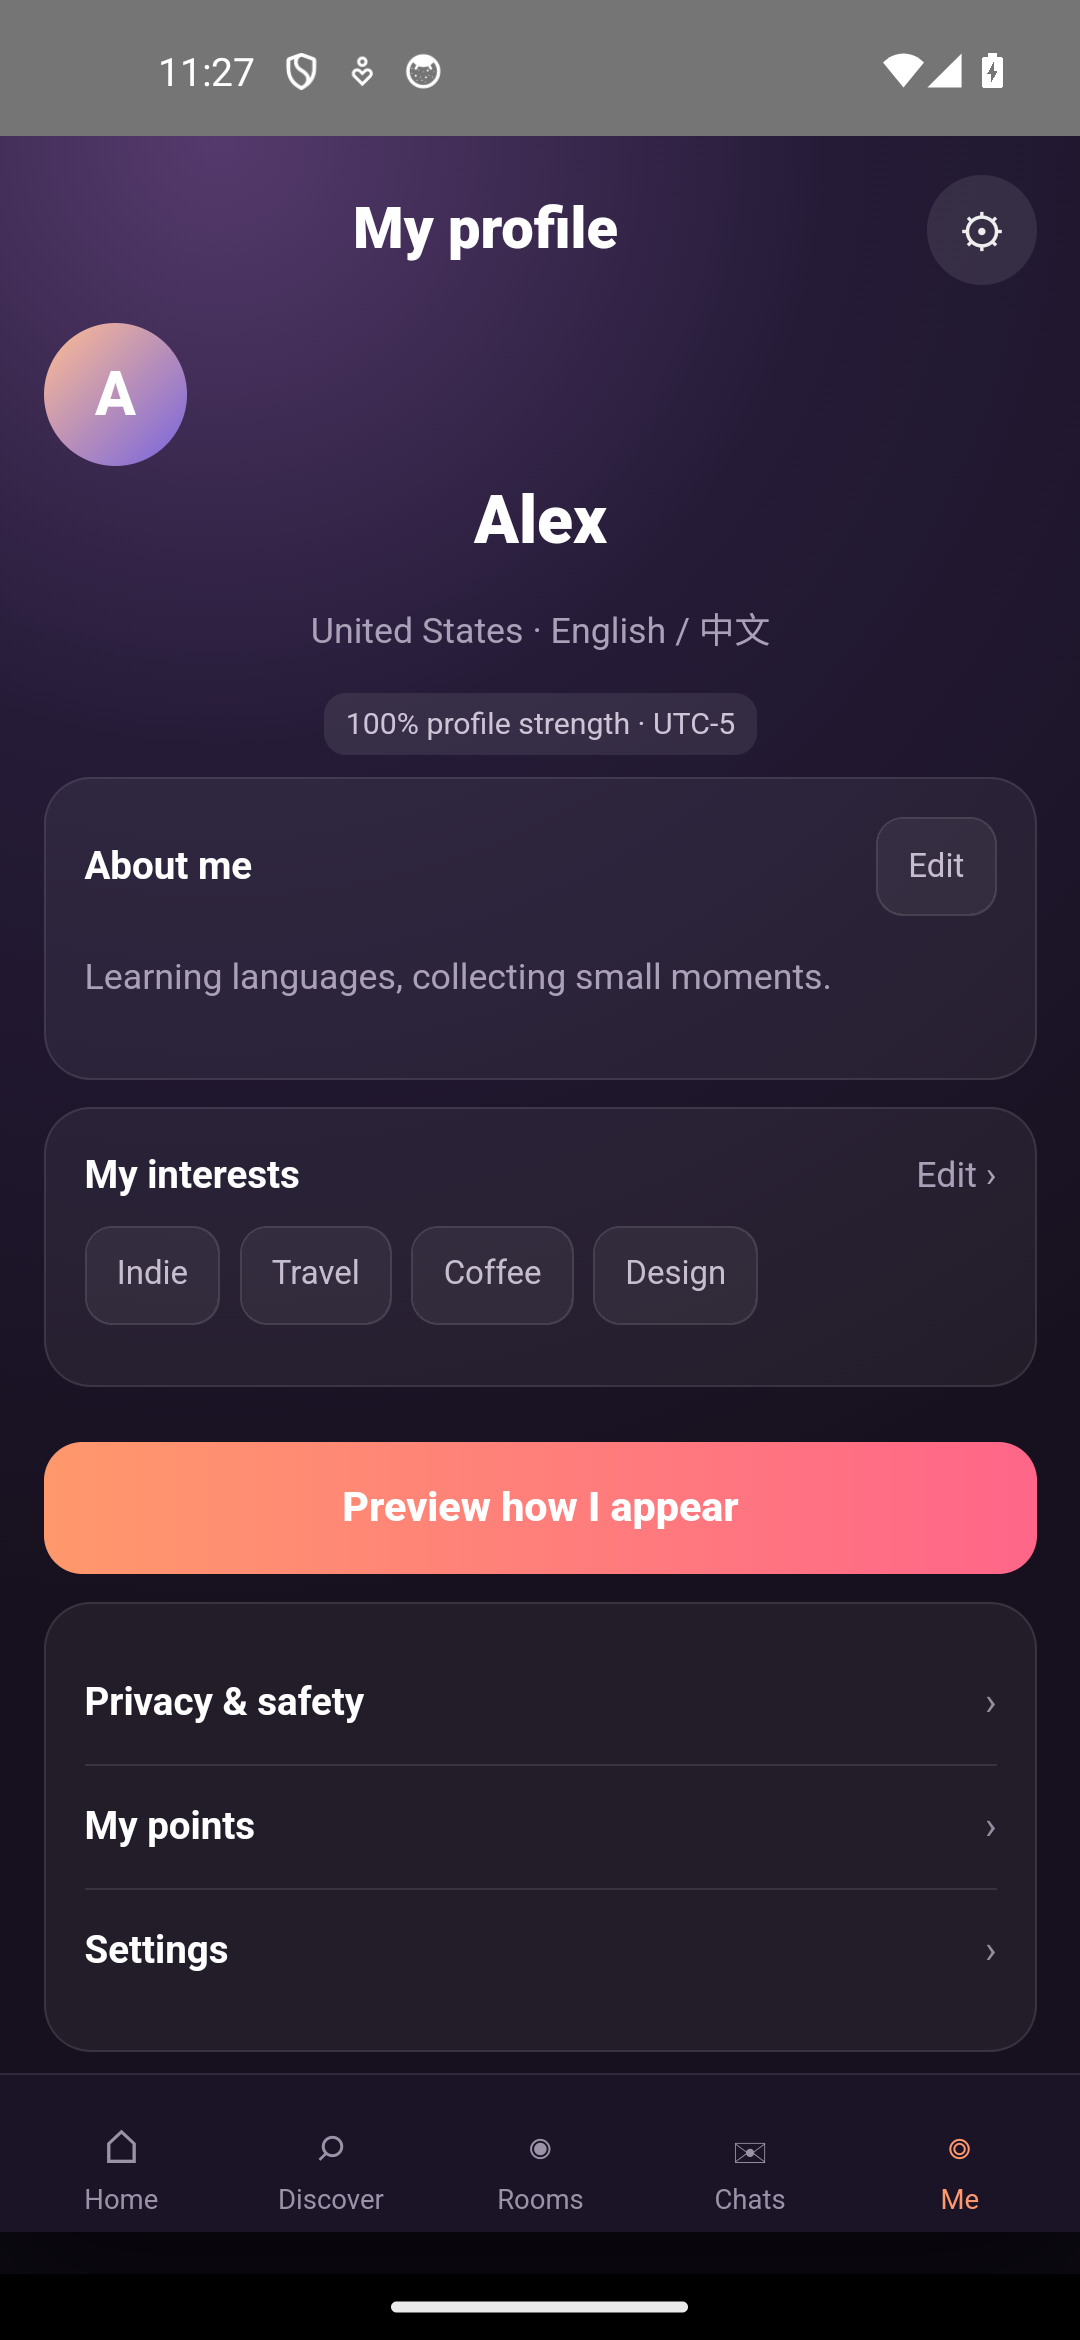 11:27
My profile
A
Alex
United States · English / 中文
100% profile strength · UTC-5
About me
Edit
Learning languages, collecting small moments.
My interests
Edit ›
Indie
Travel
Coffee
Design
Preview how I appear
Privacy & safety ›
My points ›
Settings ›
Home
Discover
Rooms
Chats
Me